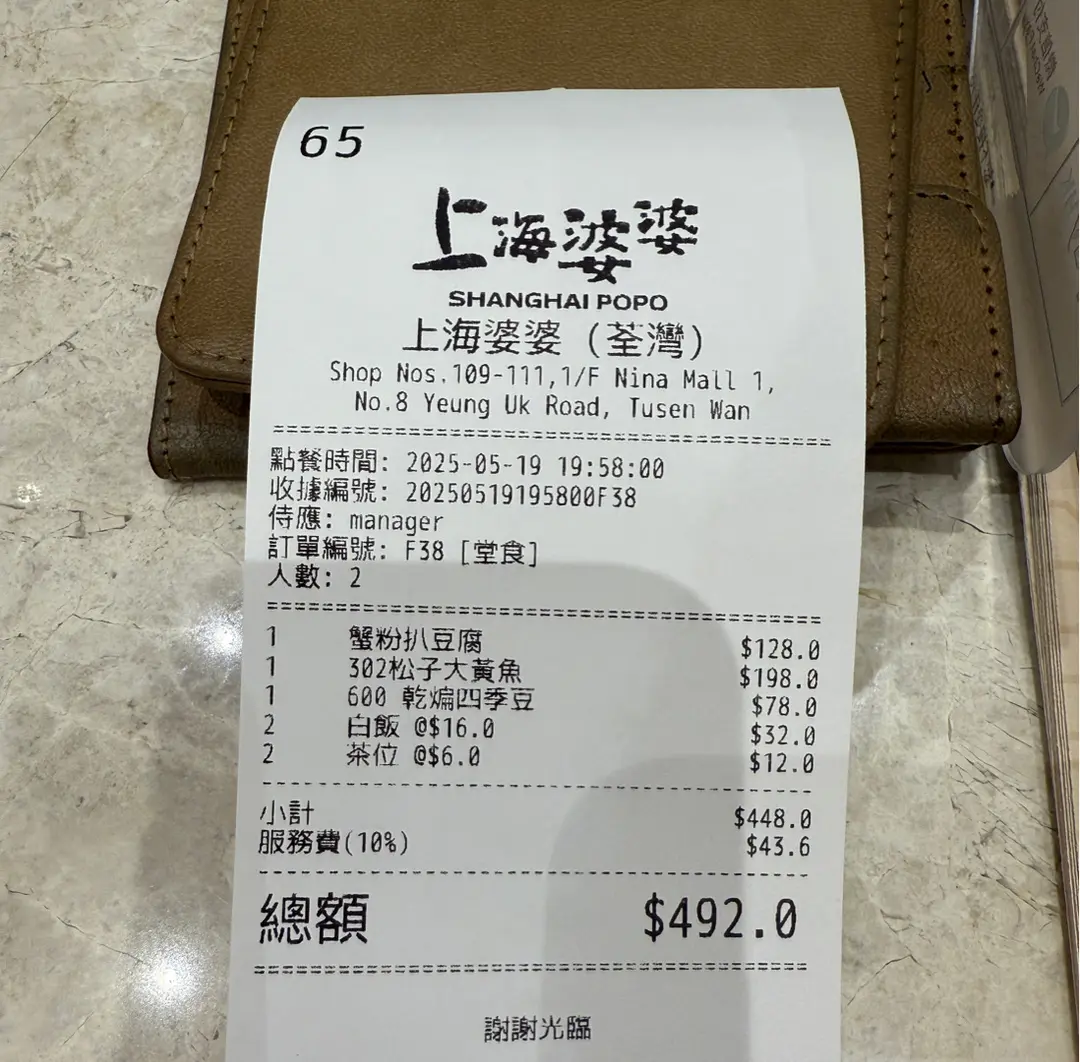 65
上海婆婆
SHANGHAI POPO
上海婆婆 (荃灣)
Shop Nos.109-111,1/F Nina Mall 1,
No.8 Yeung Uk Road, Tusen Wan
點餐時間: 2025-05-19 19:58:00
收據編號: 20250519195800F38
侍應: manager
訂單編號: F38 [堂食]
人數: 2
1 蟹粉扒豆腐 $128.0
1 302松子大黃魚 $198.0
1 600 乾煸四季豆 $78.0
2 白飯 @$16.0 $32.0
2 茶位 @$6.0 $12.0
小計 $448.0
服務費(10%) $43.6
總額 $492.0
謝謝光臨